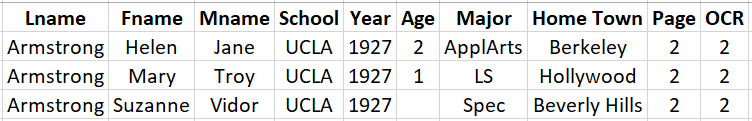 Lname Fname Mname School Year Age Major Home Town Page OCR
Armstrong Helen Jane UCLA 1927 2 ApplArts Berkeley 2 2
Armstrong Mary Troy UCLA 1927 1 LS Hollywood 2 2
Armstrong Suzanne Vidor UCLA 1927 Spec Beverly Hills 2 2